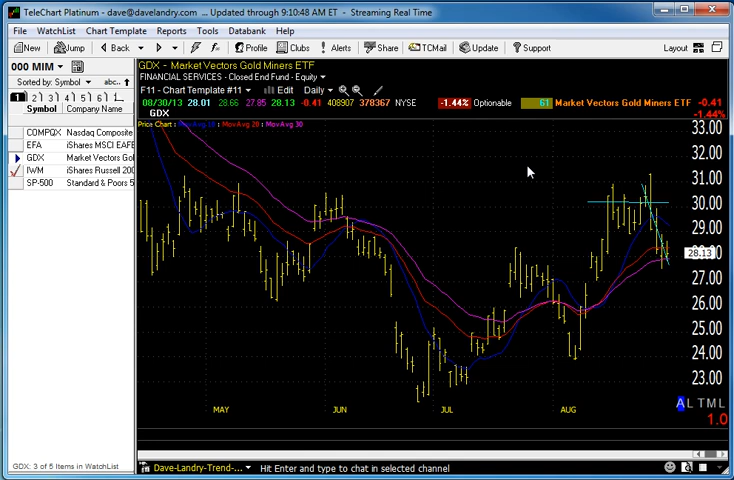 TeleChart Platinum - dave@davelandry.com ... Updated through 9:10:48 AM ET - Streaming Real Time
File WatchList Chart Template Tools Databank Help
New Jump Back Profile Clubs Alerts Share TCMail Update Support Layout
000 MIM
Sorted by: Symbol abc..
1 2 3 4 5 6
Symbol Company Name
COMPQX Nasdaq Composite
EFA iShares MSCI EAFE
GDX Market Vectors Gol
IWM iShares Russell 200
SP-500 Standard & Poors 5
GDX - Market Vectors Gold Miners ETF
FINANCIAL SERVICES - Closed End Fund - Equity
F11 - Chart Template #11 Edit Daily
08/30/13 28.01 28.66 27.85 28.13 -0.41 408907 378367 NYSE -1.44% Optionable 61 Market Vectors Gold Miners ETF -0.41
GDX -1.44%
Price Chart: MovAvg 10 MovAvg 20 MovAvg 30
33.00
32.00
31.00
30.00
29.00
28.13
27.00
26.00
25.00
24.00
23.00
MAY JUN JUL AUG
A L T M L
1.0
GDX: 3 of 5 Items in WatchList
Dave-Landry-Trend-... Hit Enter and type to chat in selected channel